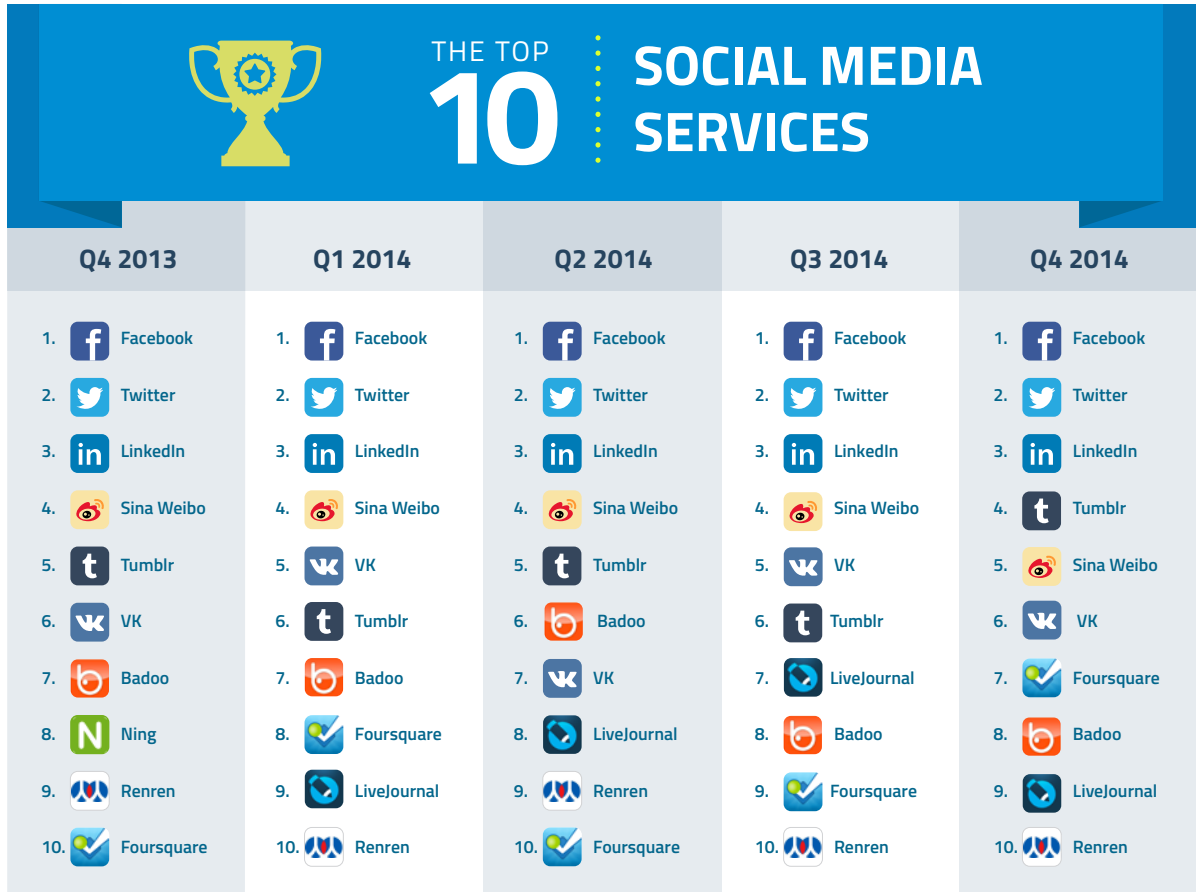 THE TOP
10
SOCIAL MEDIA
SERVICES
Q4 2013
1. Facebook
2. Twitter
3. LinkedIn
4. Sina Weibo
5. Tumblr
6. VK
7. Badoo
8. Ning
9. Renren
10. Foursquare
Q1 2014
1. Facebook
2. Twitter
3. LinkedIn
4. Sina Weibo
5. VK
6. Tumblr
7. Badoo
8. Foursquare
9. LiveJournal
10. Renren
Q2 2014
1. Facebook
2. Twitter
3. LinkedIn
4. Sina Weibo
5. Tumblr
6. Badoo
7. VK
8. LiveJournal
9. Renren
10. Foursquare
Q3 2014
1. Facebook
2. Twitter
3. LinkedIn
4. Sina Weibo
5. VK
6. Tumblr
7. LiveJournal
8. Badoo
9. Foursquare
10. Renren
Q4 2014
1. Facebook
2. Twitter
3. LinkedIn
4. Tumblr
5. Sina Weibo
6. VK
7. Foursquare
8. Badoo
9. LiveJournal
10. Renren